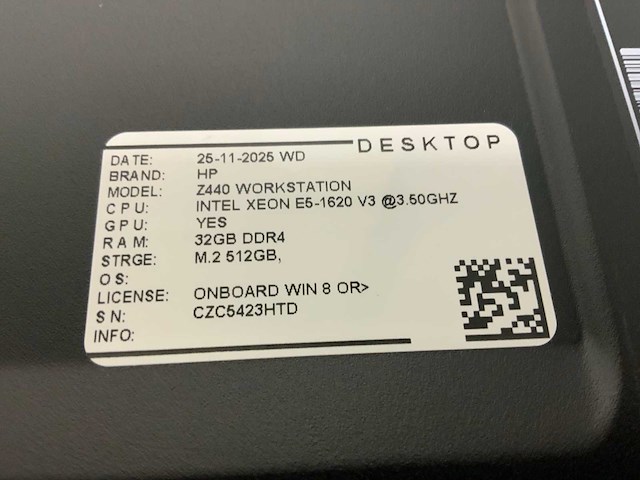 DESKTOP
DATE: 25-11-2025 WD
BRAND: HP
MODEL: Z440 WORKSTATION
CPU: INTEL XEON E5-1620 V3 @3.50GHZ
GPU: YES
RAM: 32GB DDR4
STRGE: M.2 512GB,
OS:
LICENSE: ONBOARD WIN 8 OR>
SN: CZC5423HTD
INFO: